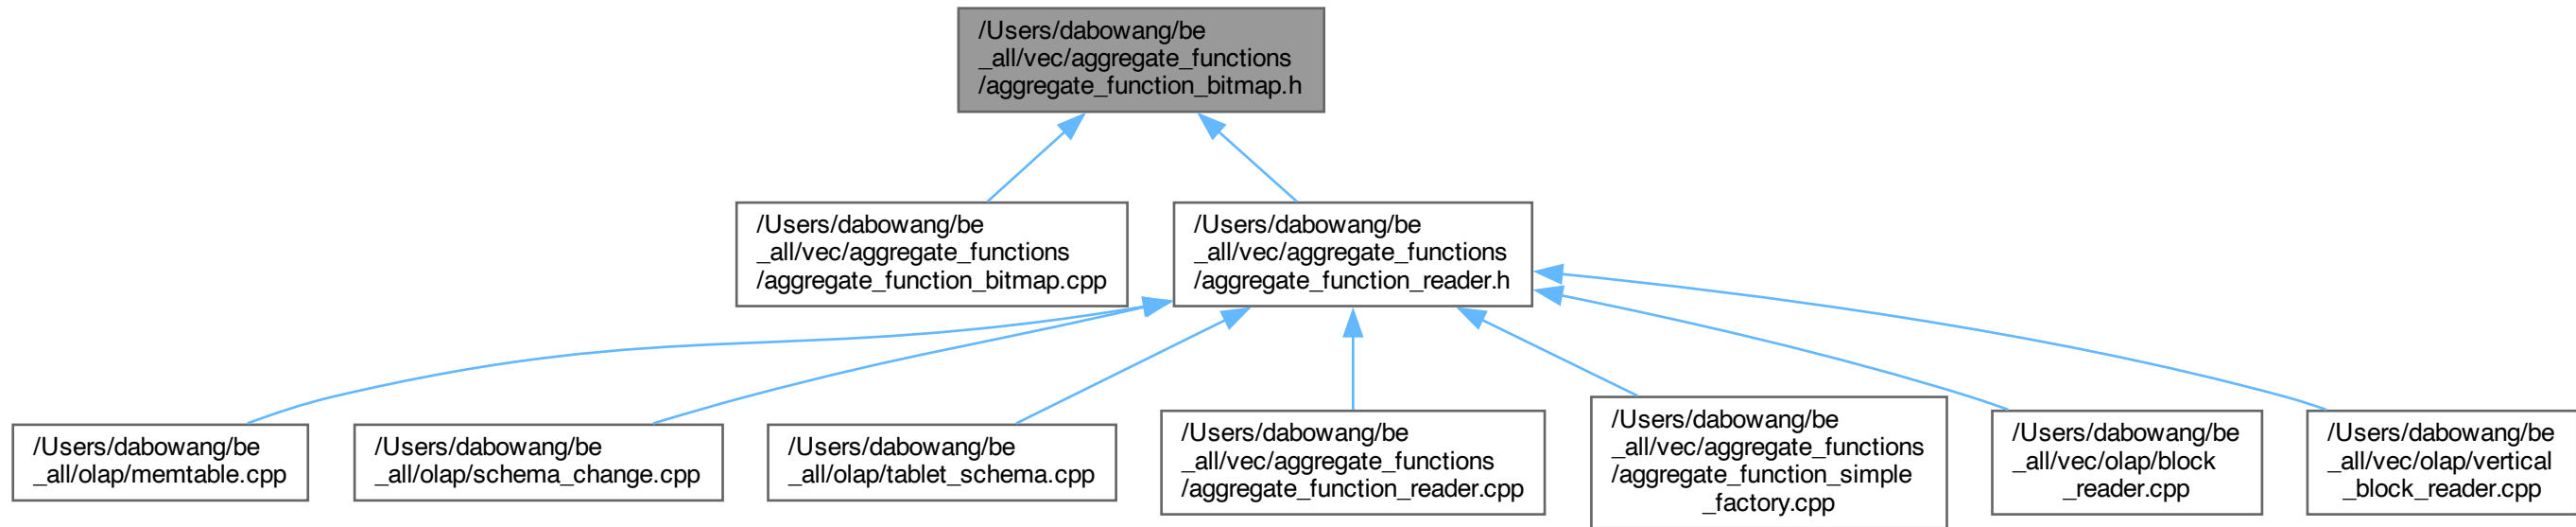 /Users/dabowang/be
_all/vec/aggregate_functions
/aggregate_function_bitmap.h
/Users/dabowang/be
_all/vec/aggregate_functions
/aggregate_function_bitmap.cpp
/Users/dabowang/be
_all/vec/aggregate_functions
/aggregate_function_reader.h
/Users/dabowang/be
_all/olap/memtable.cpp
/Users/dabowang/be
_all/olap/schema_change.cpp
/Users/dabowang/be
_all/olap/tablet_schema.cpp
/Users/dabowang/be
_all/vec/aggregate_functions
/aggregate_function_reader.cpp
/Users/dabowang/be
_all/vec/aggregate_functions
/aggregate_function_simple
_factory.cpp
/Users/dabowang/be
_all/vec/olap/block
_reader.cpp
/Users/dabowang/be
_all/vec/olap/vertical
_block_reader.cpp